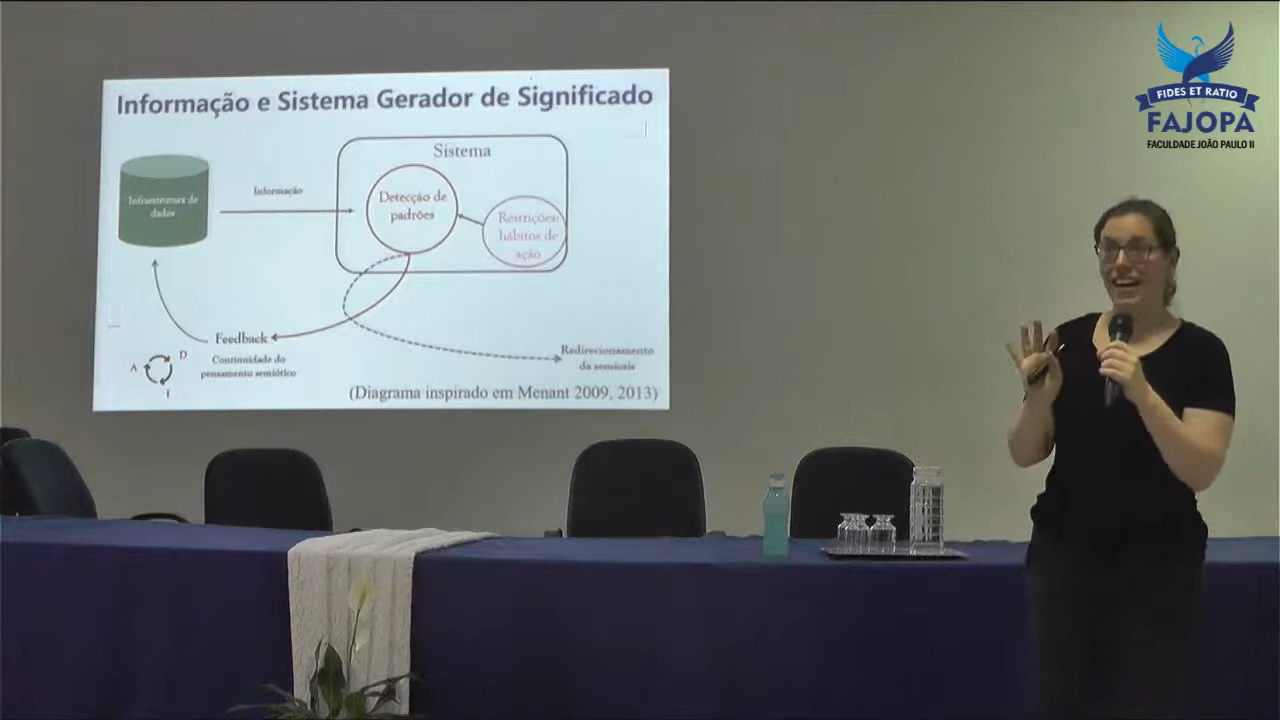 Informação e Sistema Gerador de Significado
Sistema
Infraestrutura de
dados
Informação
Detecção de
padrões
Restrições:
hábitos de
ação
Feedback
Continuidade do
pensamento semiótico
D
A
I
Redirecionamento
da semiosis
(Diagrama inspirado em Menant 2009, 2013)
FIDES ET RATIO
FAJOPA
FACULDADE JOÃO PAULO II